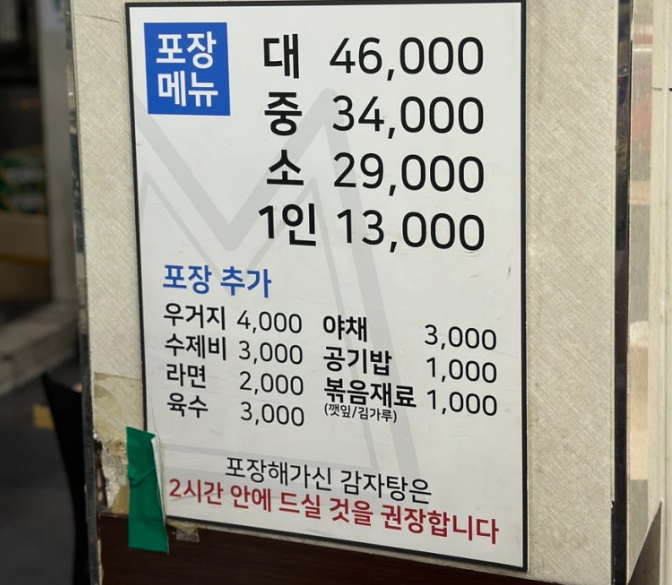 포장
메뉴
대 46,000
중 34,000
소 29,000
1인 13,000
포장 추가
우거지 4,000 야채 3,000
수제비 3,000 공기밥 1,000
라면 2,000 볶음재료 1,000
(깻잎/김가루)
육수 3,000
포장해가신 감자탕은
2시간 안에 드실 것을 권장합니다